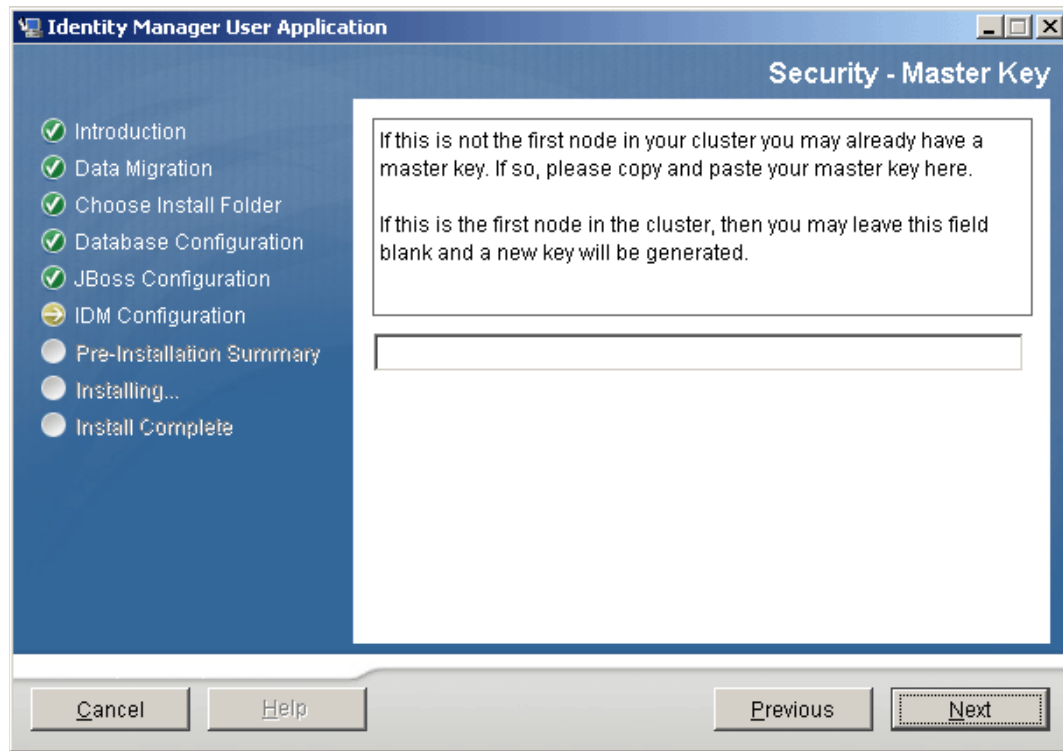 Identity Manager User Application
Security - Master Key
Introduction
Data Migration
Choose Install Folder
Database Configuration
JBoss Configuration
IDM Configuration
Pre-Installation Summary
Installing...
Install Complete
If this is not the first node in your cluster you may already have a
master key. If so, please copy and paste your master key here.
If this is the first node in the cluster, then you may leave this field
blank and a new key will be generated.
Cancel
Help
Previous
Next